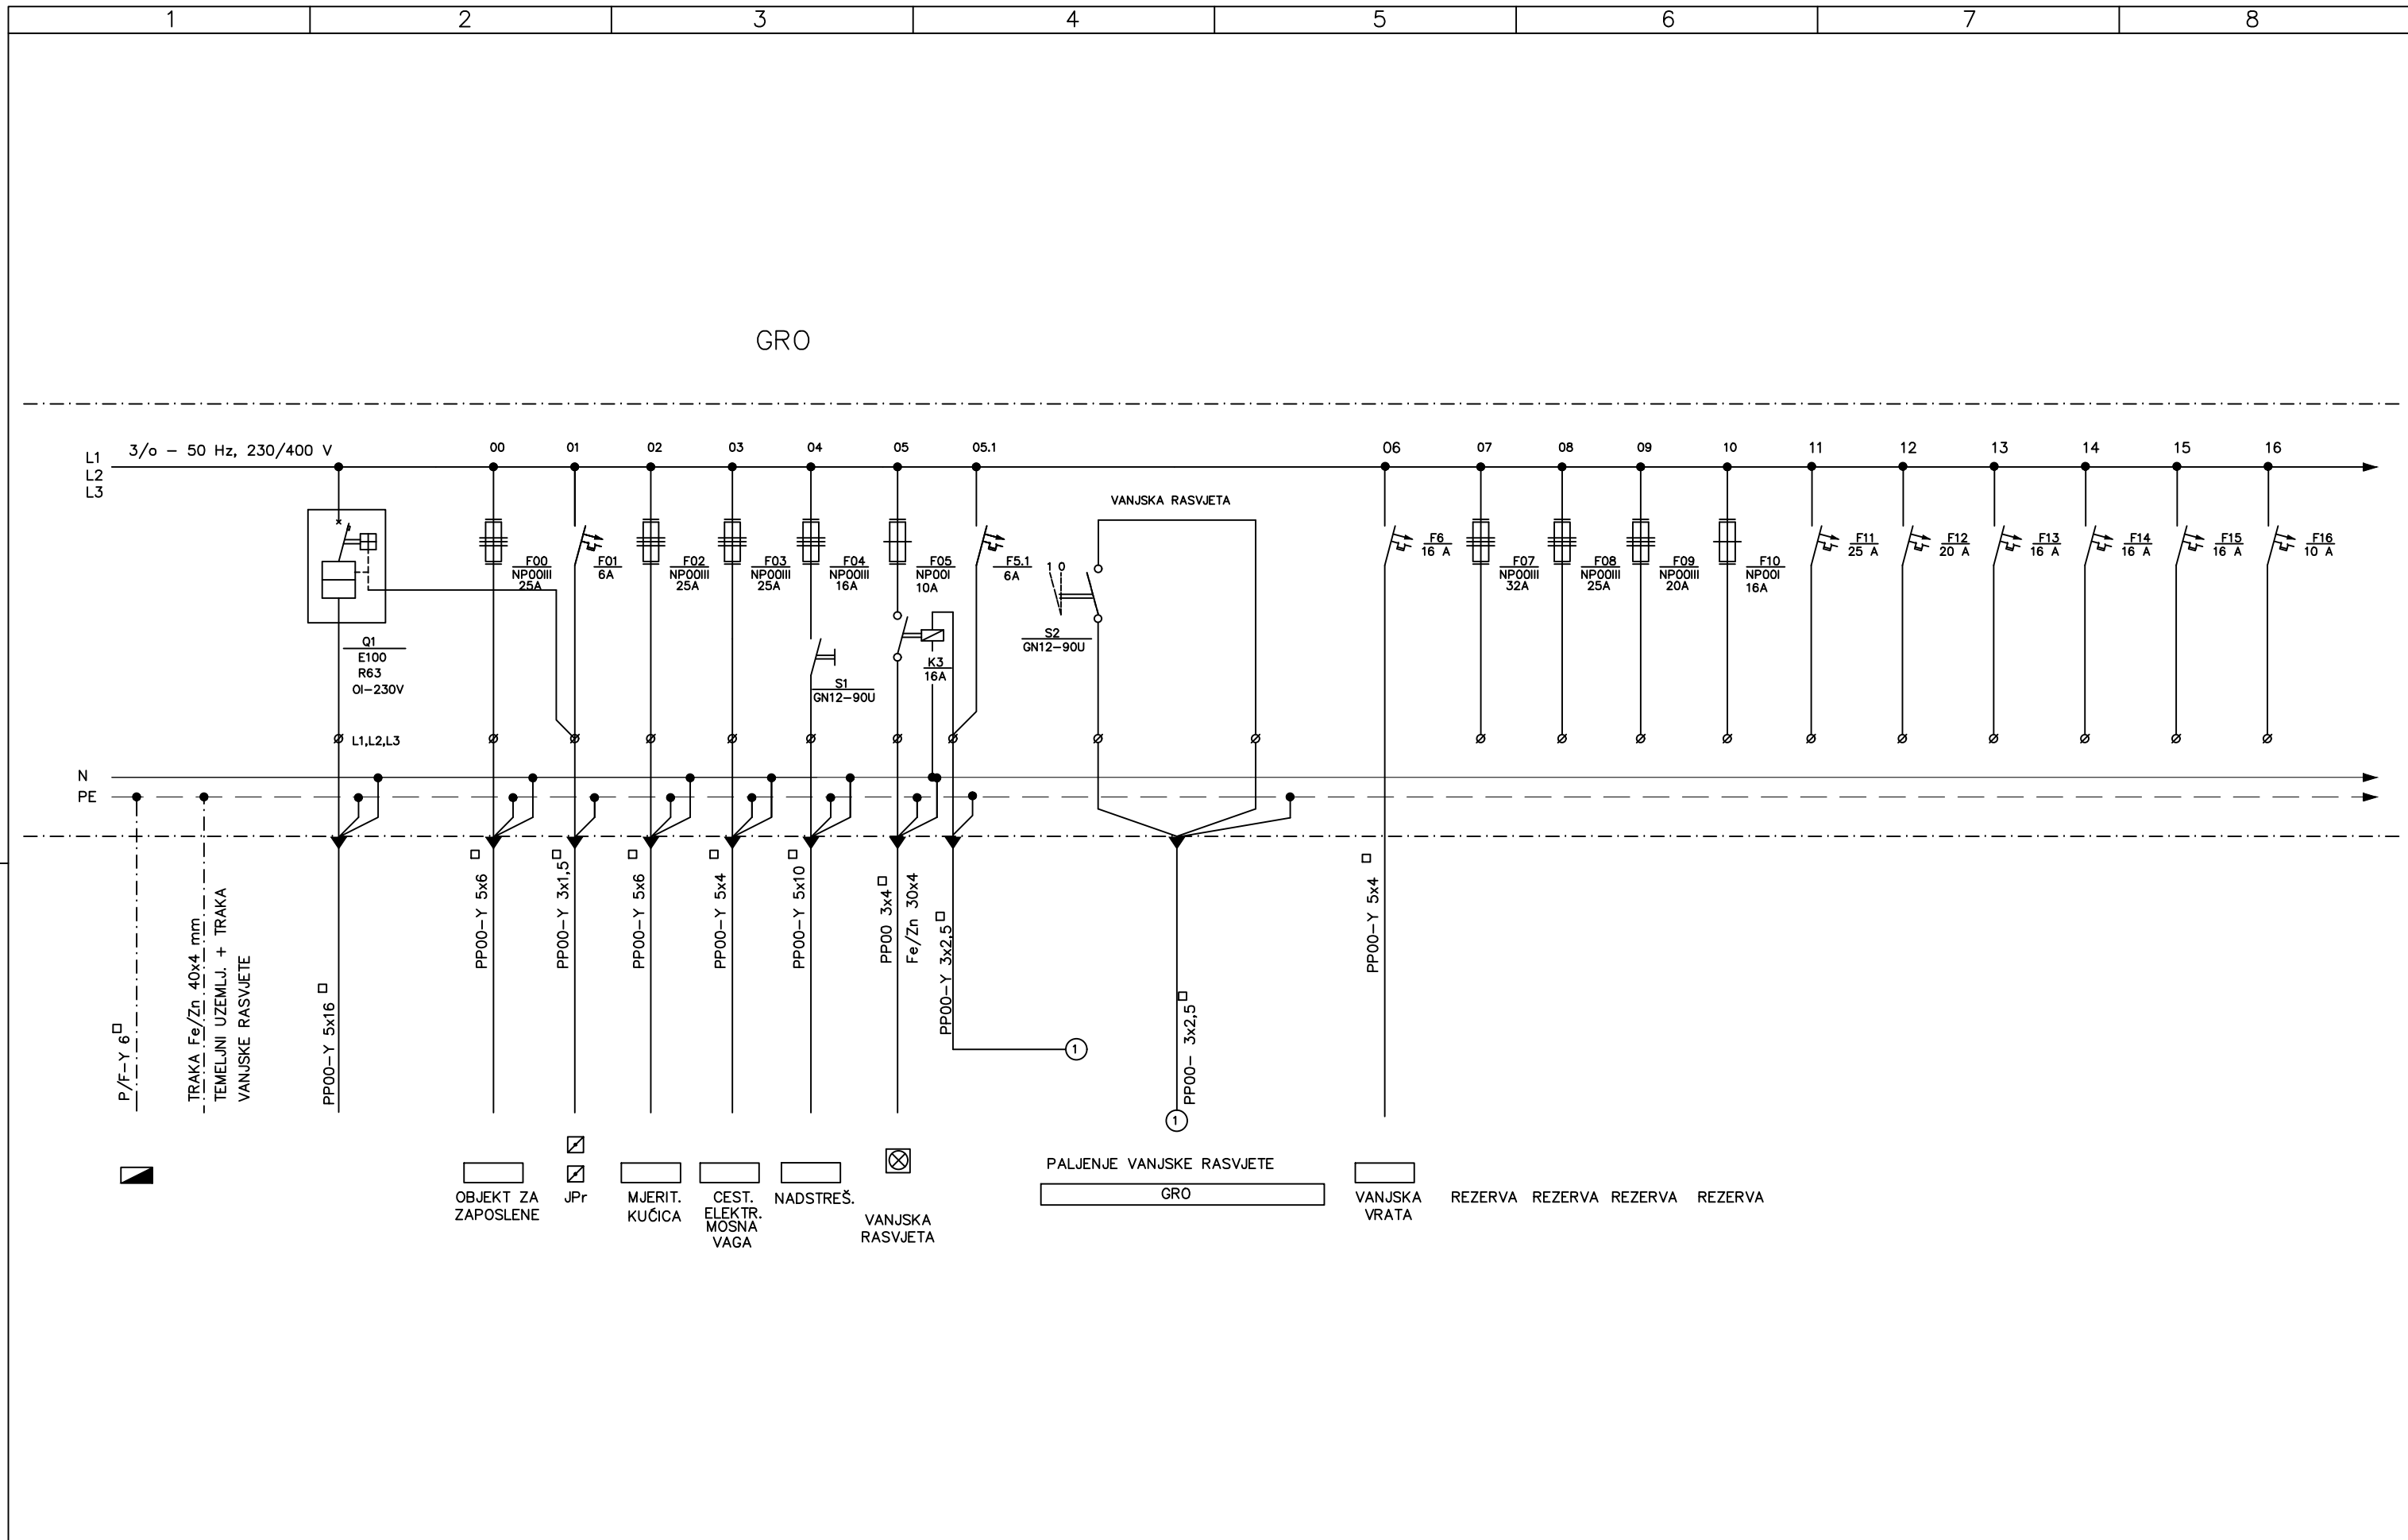 1 2 3 4 5 6 7 8
GRO
L1
L2
L3
3/o – 50 Hz, 230/400 V
00 01 02 03 04 05 05.1 06 07 08 09 10 11 12 13 14 15 16
VANJSKA RASVJETA
Q1
E100
R63
OI–230V
L1,L2,L3
F00
NP00III
25A
F01
6A
F02
NP00III
25A
F03
NP00III
25A
F04
NP00III
16A
S1
GN12–90U
F05
NP00I
10A
K3
16A
F5.1
6A
1 0
S2
GN12–90U
F6
16 A
F07
NP00III
32A
F08
NP00III
25A
F09
NP00III
20A
F10
NP00I
16A
F11
25 A
F12
20 A
F13
16 A
F14
16 A
F15
16 A
F16
10 A
N
PE
P/F–Y 6□
TRAKA Fe/Zn 40x4 mm
TEMELJNI UZEMLJ. + TRAKA
VANJSKE RASVJETE
PP00–Y 5x16 □
PP00–Y 5x6 □
PP00–Y 3x1,5□
PP00–Y 5x6 □
PP00–Y 5x4 □
PP00–Y 5x10 □
PP00 3x4□
Fe/Zn 30x4
PP00–Y 3x2,5□
1
PP00– 3x2,5□
1
PP00–Y 5x4 □
OBJEKT ZA
ZAPOSLENE
JPr
MJERIT.
KUĆICA
CEST.
ELEKTR.
MOSNA
VAGA
NADSTREŠ.
VANJSKA
RASVJETA
PALJENJE VANJSKE RASVJETE
GRO
VANJSKA
VRATA
REZERVA REZERVA REZERVA REZERVA